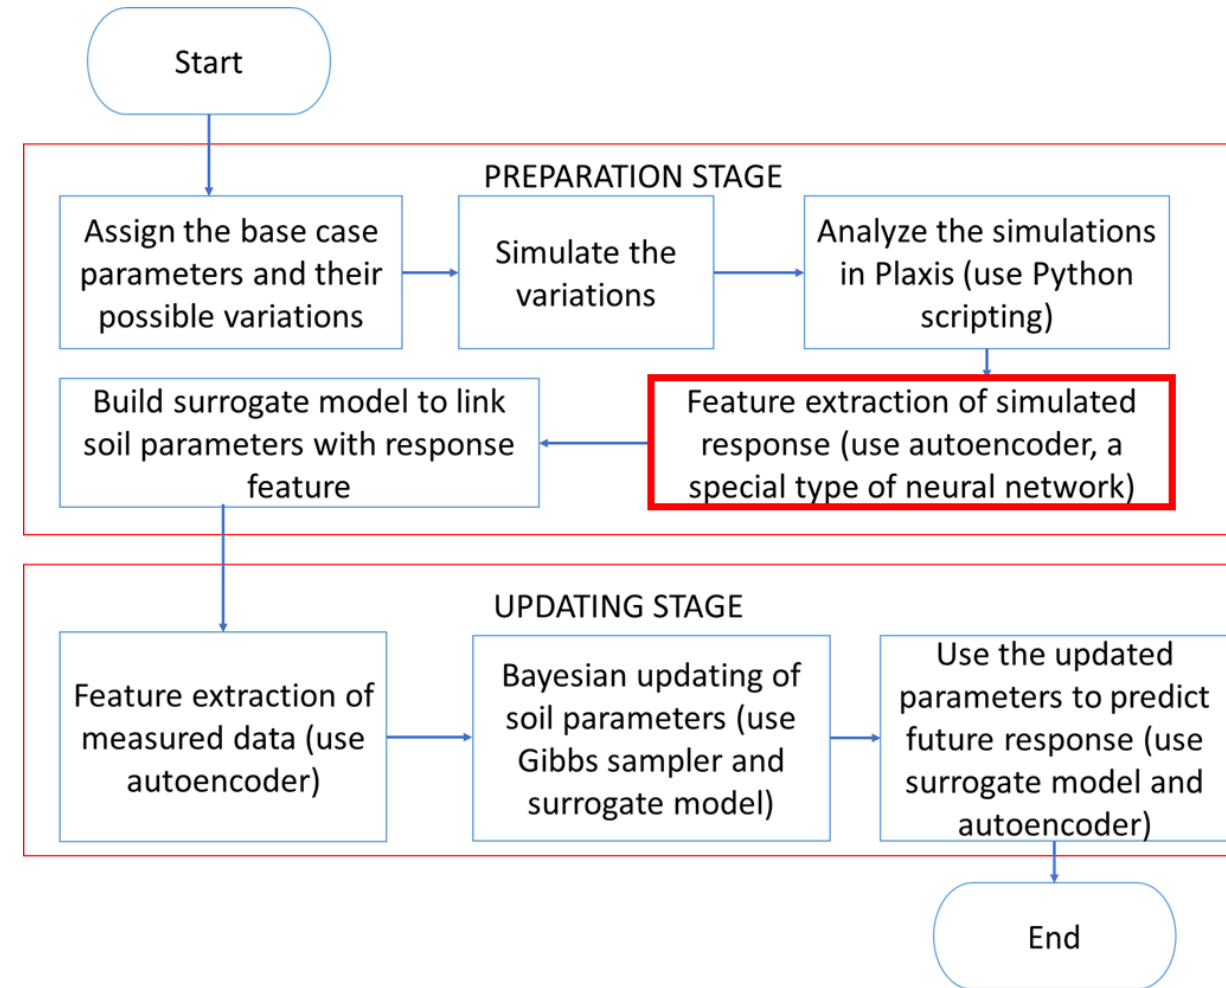 Start
PREPARATION STAGE
Assign the base case
parameters and their
possible variations
Simulate the
variations
Analyze the simulations
in Plaxis (use Python
scripting)
Feature extraction of simulated
response (use autoencoder, a
special type of neural network)
Build surrogate model to link
soil parameters with response
feature
UPDATING STAGE
Feature extraction of
measured data (use
autoencoder)
Bayesian updating of
soil parameters (use
Gibbs sampler and
surrogate model)
Use the updated
parameters to predict
future response (use
surrogate model and
autoencoder)
End